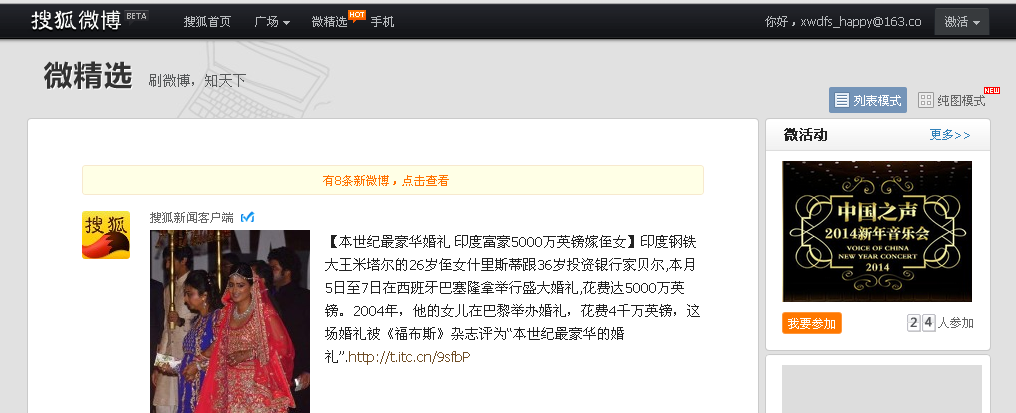 搜狐微博 BETA 搜狐首页 广场 微精选 HOT 手机 你好，xwdfs_happy@163.co 激活
微精选 刷微博，知天下
列表模式 纯图模式 NEW
微活动 更多>>
有8条新微博，点击查看
搜狐
搜狐新闻客户端
【本世纪最豪华婚礼 印度富豪5000万英镑嫁侄女】印度钢铁
大王米塔尔的26岁侄女什里斯蒂跟36岁投资银行家贝尔,本月
5日至7日在西班牙巴塞隆拿举行盛大婚礼,花费达5000万英
镑。2004年，他的女儿在巴黎举办婚礼，花费4千万英镑，这
场婚礼被《福布斯》杂志评为“本世纪最豪华的婚
礼”.http://t.itc.cn/9sfbP
中国之声
2014新年音乐会
VOICE OF CHINA
NEW YEAR CONCERT
2014
我要参加 24人参加